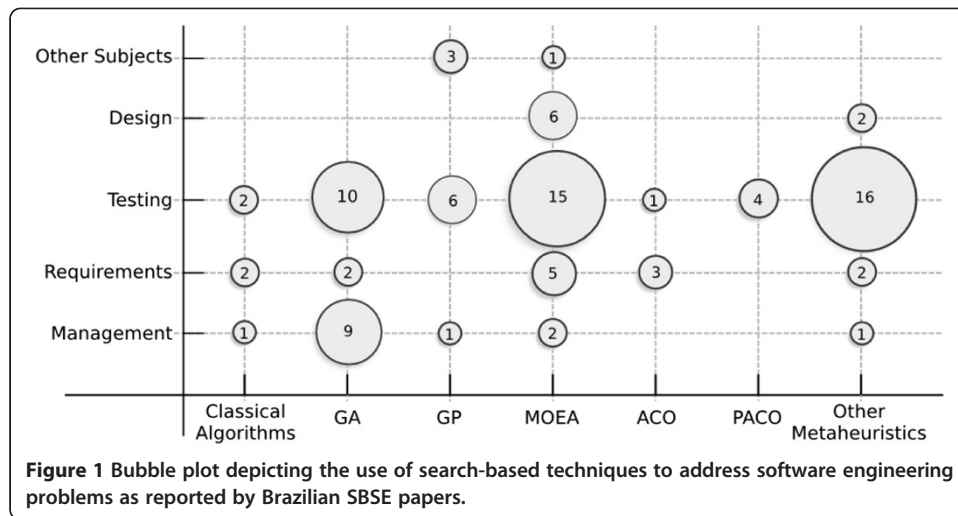 Other Subjects 3 1
Design 6 2
Testing 2 10 6 15 1 4 16
Requirements 2 2 5 3 2
Management 1 9 1 2 1
Classical Algorithms GA GP MOEA ACO PACO Other Metaheuristics
Figure 1 Bubble plot depicting the use of search-based techniques to address software engineering
problems as reported by Brazilian SBSE papers.